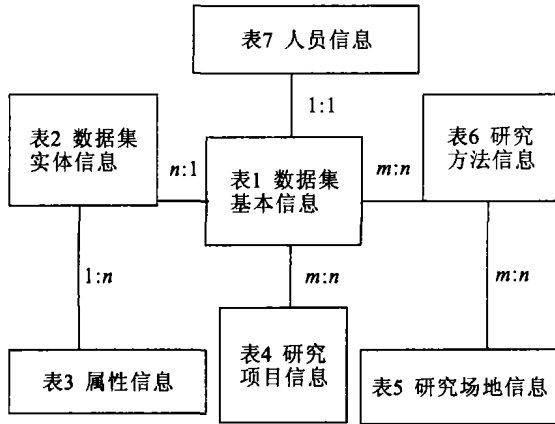 表7 人员信息
1:1
表2 数据集
实体信息
n:1
表1 数据集
基本信息
m:n
表6 研究
方法信息
1:n
m:n
m:n
表3 属性信息
表4 研究
项目信息
表5 研究场地信息